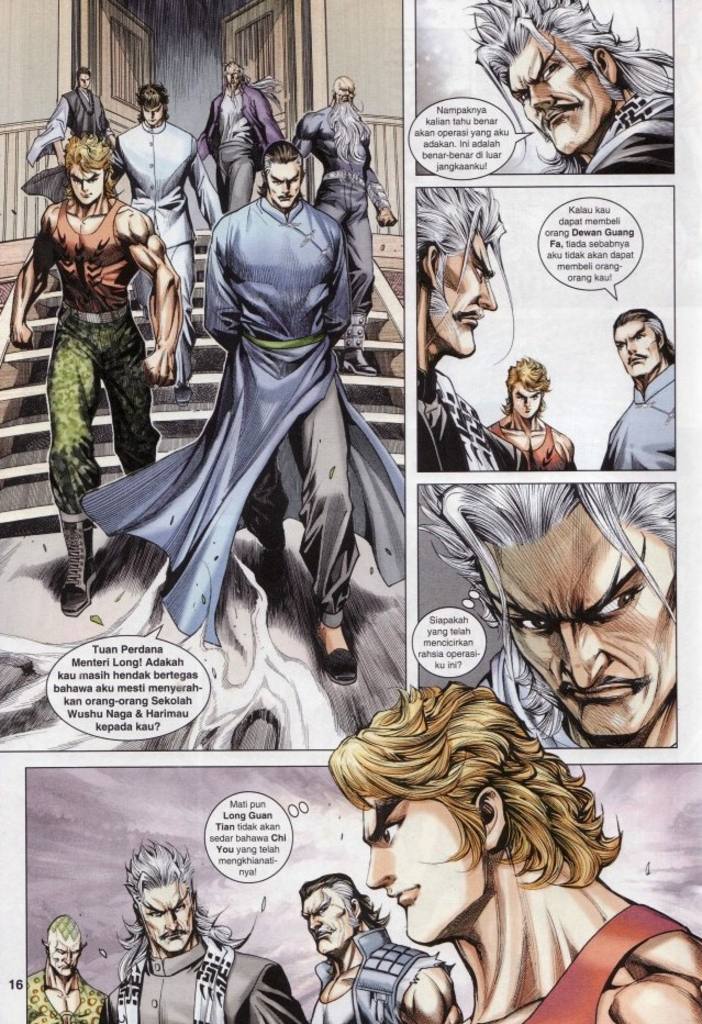 Tuan Perdana
Menteri Long! Adakah
kau masih hendak bertegas
bahawa aku mesti menyerah-
kan orang-orang Sekolah
Wushu Naga & Harimau
kepada kau?
Nampaknya
kalian tahu benar
akan operasi yang aku
adakan. Ini adalah
benar-benar di luar
jangkaanku!
Kalau kau
dapat membeli
orang Dewan Guang
Fa, tiada sebabnya
aku tidak akan
membeli orang-
orang kau!
Siapakah
yang telah
mencicirkan
rahsia operasi-
ku ini?
Mati pun
Long Guan
Tian tidak akan
sedar bahawa Chi
You yang telah
mengkhianati-
nya!
16